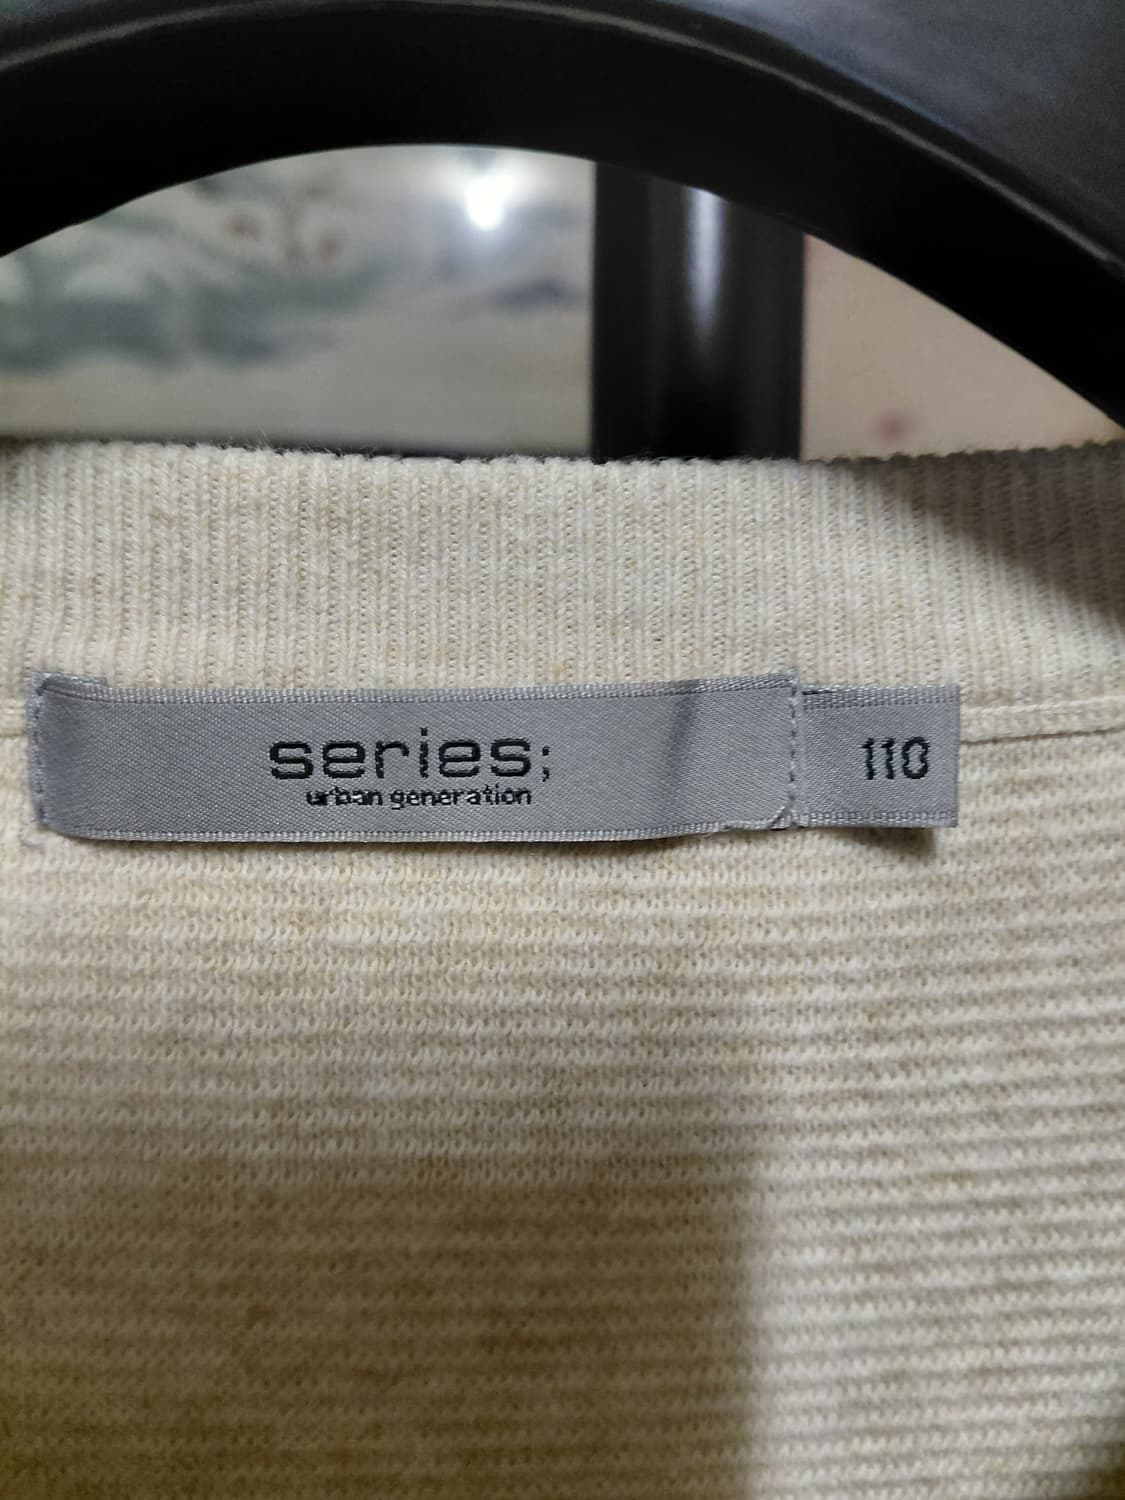 series;
urban generation
110